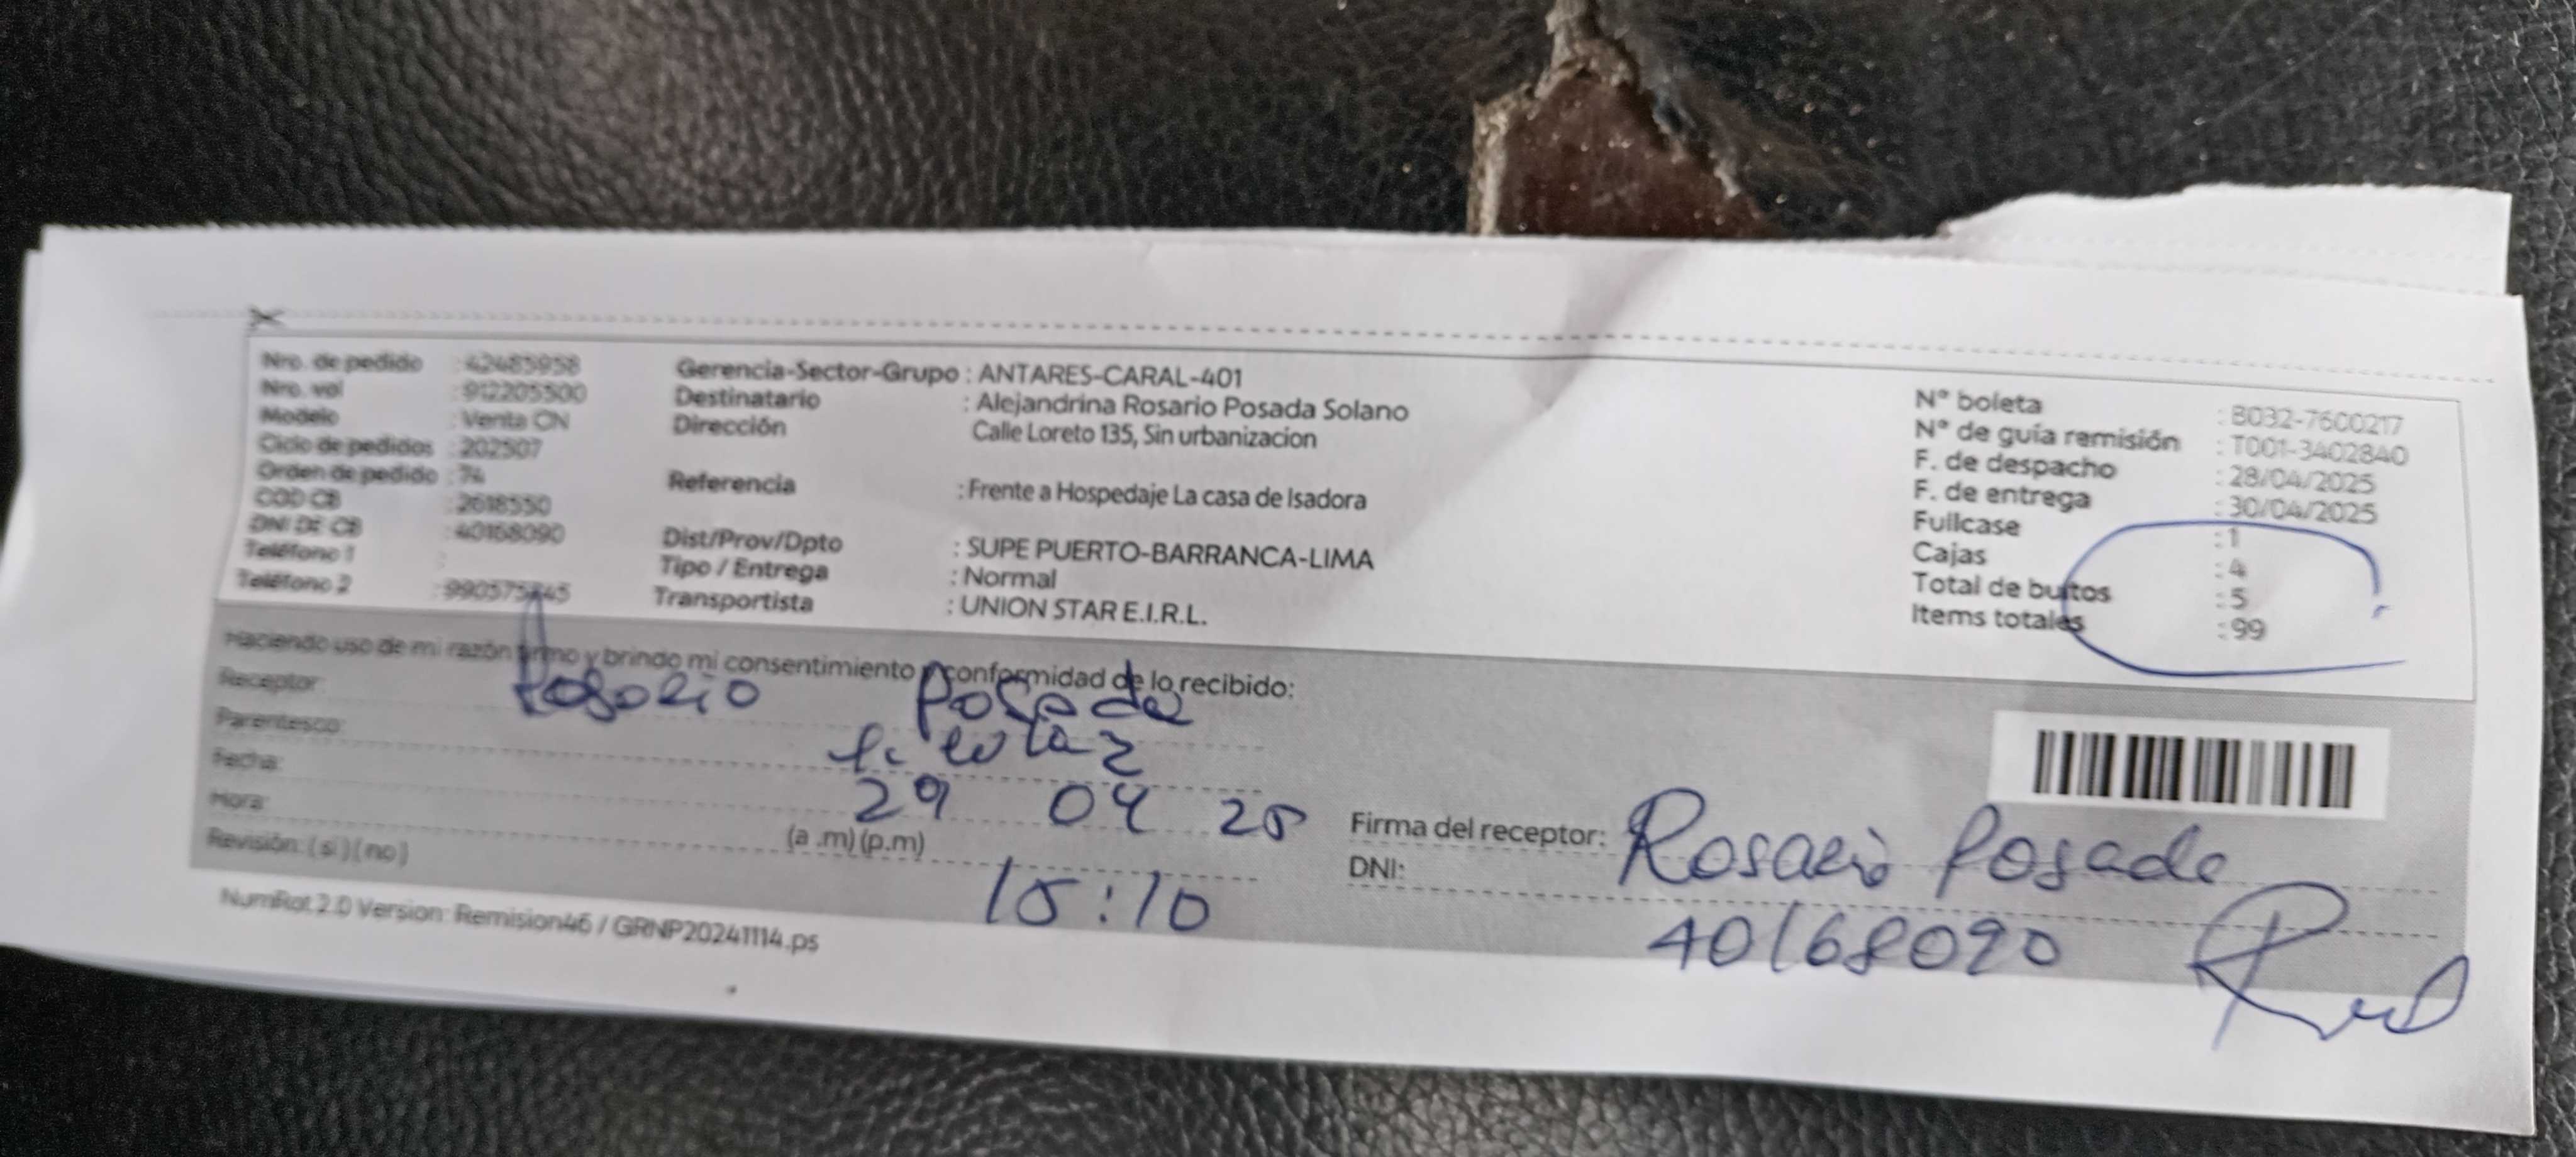 Nro. de pedido : 42485958
Nro. vol : 912205500
Modelo : Venta CN
Ciclo de pedidos : 202507
Orden de pedido : 74
COD CB : 2618550
DNI DE CB : 40168090
Teléfono 1 :
Teléfono 2 :
Gerencia-Sector-Grupo : ANTARES-CARAL-401
Destinatario : Alejandrina Rosario Posada Solano
Dirección Calle Loreto 135, Sin urbanizacion
Referencia : Frente a Hospedaje La casa de Isadora
Dist/Prov/Dpto : SUPE PUERTO-BARRANCA-LIMA
Tipo / Entrega : Normal
Transportista : UNION STAR E.I.R.L.
N° boleta : B032-7600217
N° de guía remisión : T001-3402840
F. de despacho : 28/04/2025
F. de entrega : 30/04/2025
Fullcase : 1
Cajas : 4
Total de bultos : 5
Items totales : 99
Haciendo uso de mi razón firmo y brindo mi consentimiento y conformidad de lo recibido:
Receptor: Rosario Posada
Parentesco:
Fecha: 29 04 25
Hora: (a .m) (p.m) 15:10
Revisión: ( si ) ( no )
Firma del receptor: Rosario Posada
DNI: 40168090
NumRot 2.0 Version: Remision46 / GRNP20241114.ps